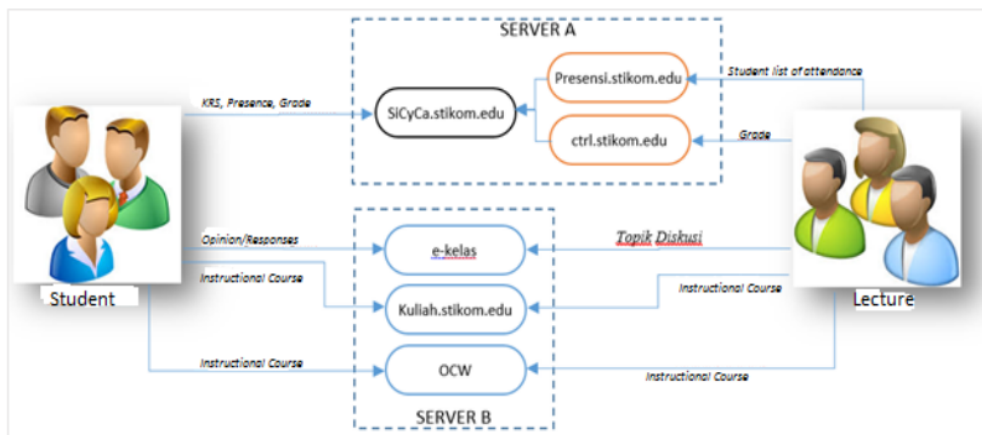 SERVER A
Presensi.stikom.edu
Student list of attendance
KRS, Presence, Grade
SiCyCa.stikom.edu
ctrl.stikom.edu
Grade
Opinion/Responses
e-kelas
Topik Diskusi
Instructional Course
Instructional Course
Student
Kuliah.stikom.edu
Lecture
Instructional Course
OCW
Instructional Course
SERVER B